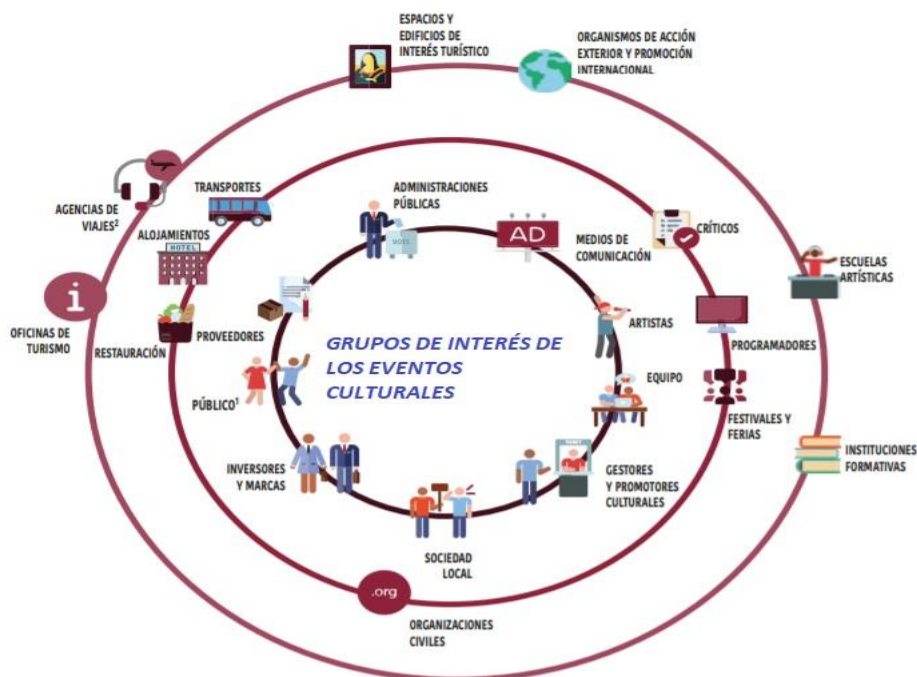 ESPACIOS Y
EDIFICIOS DE
INTERÉS TURÍSTICO
ORGANISMOS DE ACCIÓN
EXTERIOR Y PROMOCIÓN
INTERNACIONAL
AGENCIAS DE
VIAJES²
TRANSPORTES
ADMINISTRACIONES
PÚBLICAS
VOTE
AD
MEDIOS DE
COMUNICACIÓN
CRÍTICOS
ALOJAMIENTOS
HOTEL
ESCUELAS
ARTÍSTICAS
i
OFICINAS DE
TURISMO
RESTAURACIÓN
PROVEEDORES
ARTISTAS
PROGRAMADORES
GRUPOS DE INTERÉS DE
LOS EVENTOS
CULTURALES
PÚBLICO¹
EQUIPO
FESTIVALES Y
FERIAS
INVERSORES
Y MARCAS
TICKET
GESTORES
Y PROMOTORES
CULTURALES
INSTITUCIONES
FORMATIVAS
SOCIEDAD
LOCAL
.org
ORGANIZACIONES
CIVILES